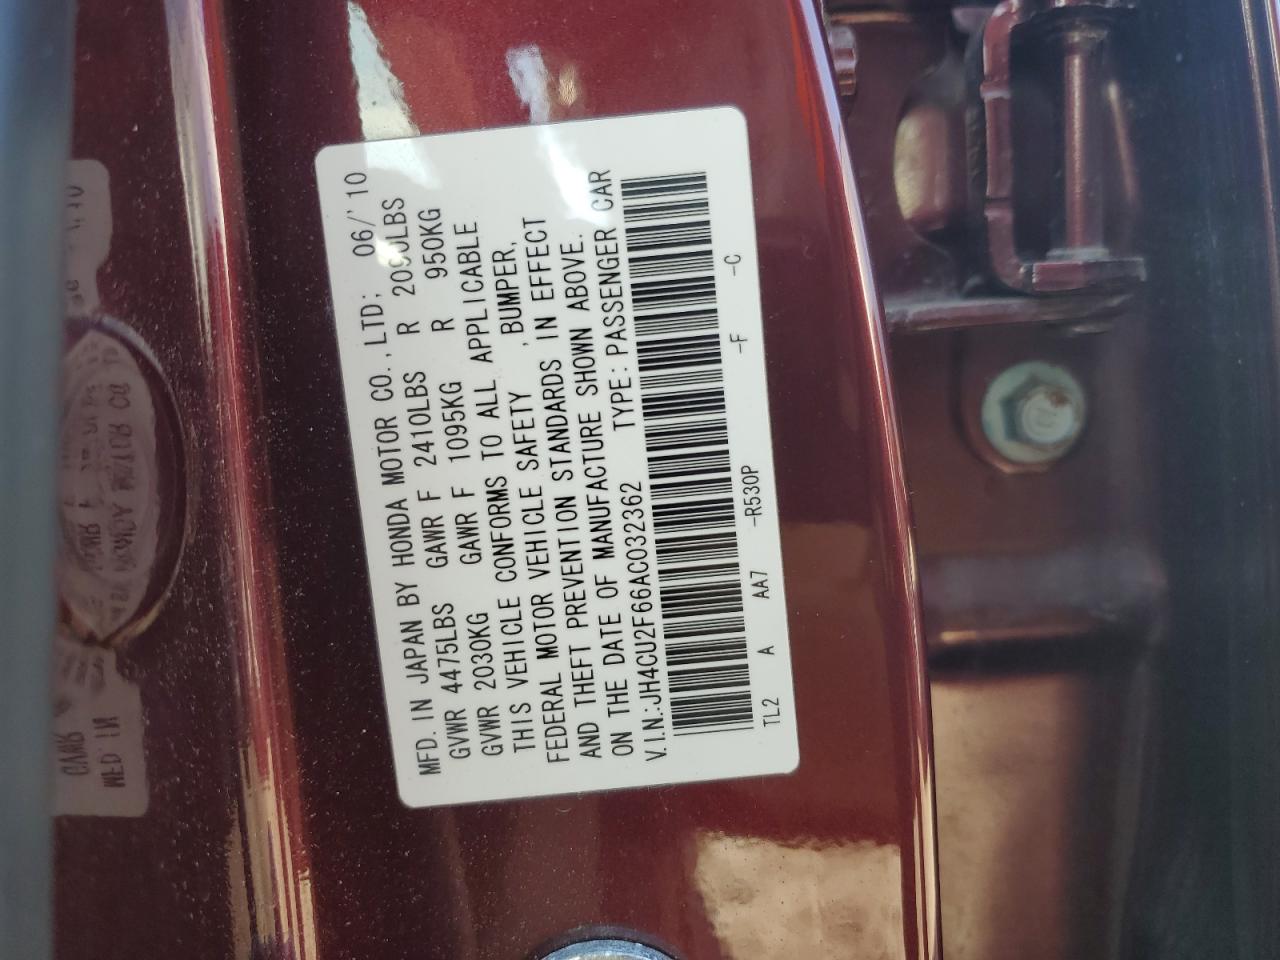 MFD. IN JAPAN BY HONDA MOTOR CO., LTD; 06/'10
GVWR 4475LBS GAWR F 2410LBS R 2090LBS
GVWR 2030KG GAWR F 1095KG R 950KG
THIS VEHICLE CONFORMS TO ALL APPLICABLE
FEDERAL MOTOR VEHICLE SAFETY ,BUMPER,
AND THEFT PREVENTION STANDARDS IN EFFECT
ON THE DATE OF MANUFACTURE SHOWN ABOVE.
V.I.N.:JH4CU2F66AC032362 TYPE:PASSENGER CAR
TL2 A AA7 -R530P -F -C